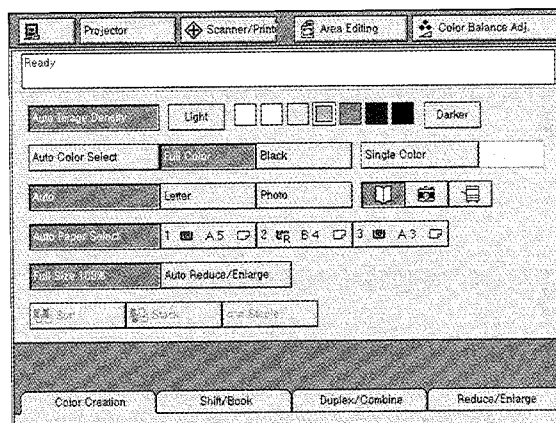 Projector Scanner/Print Area Editing Color Balance Adj.
Ready
Auto Image Density Light Darker
Auto Color Select Full Color Black Single Color
Auto Letter Photo
Auto Paper Select 1 A5 2 R B4 3 A3
Full Size 100% Auto Reduce/Enlarge
Sort Stack Staple
Color Creation Shift/Book Duplex/Combine Reduce/Enlarge